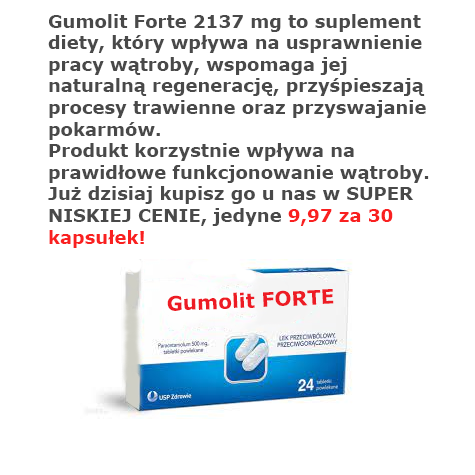 Gumolit Forte 2137 mg to suplement
diety, który wpływa na usprawnienie
pracy wątroby, wspomaga jej
naturalną regenerację, przyśpieszają
procesy trawienne oraz przyswajanie
pokarmów.
Produkt korzystnie wpływa na
prawidłowe funkcjonowanie wątroby.
Już dzisiaj kupisz go u nas w SUPER
NISKIEJ CENIE, jedyne 9,97 za 30
kapsułek!
Gumolit FORTE
LEK PRZECIWBÓLOWY,
PRZECIWGORĄCZKOWY
Paracetamolum 500 mg,
tabletki powlekane
24 tabletki
powlekane
USP Zdrowie